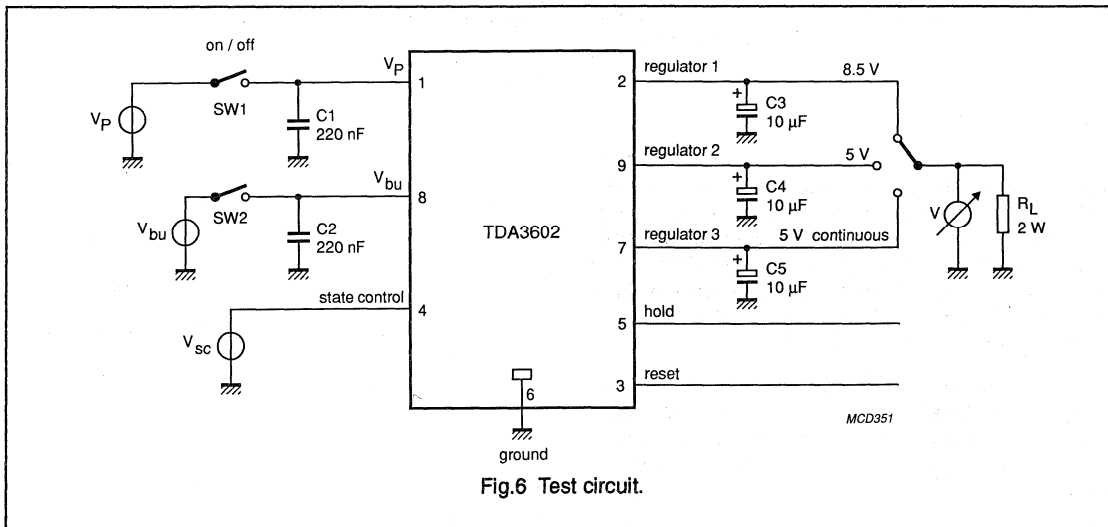 on / off
V_P
SW1
V_P
C1
220 nF
1
V_bu
SW2
V_bu
C2
220 nF
8
state control
V_sc
4
TDA3602
6
ground
2
regulator 1
8.5 V
+
C3
10 µF
9
regulator 2
5 V
+
C4
10 µF
V
R_L
2 W
7
regulator 3
5 V continuous
+
C5
10 µF
5
hold
3
reset
MCD351
Fig.6 Test circuit.